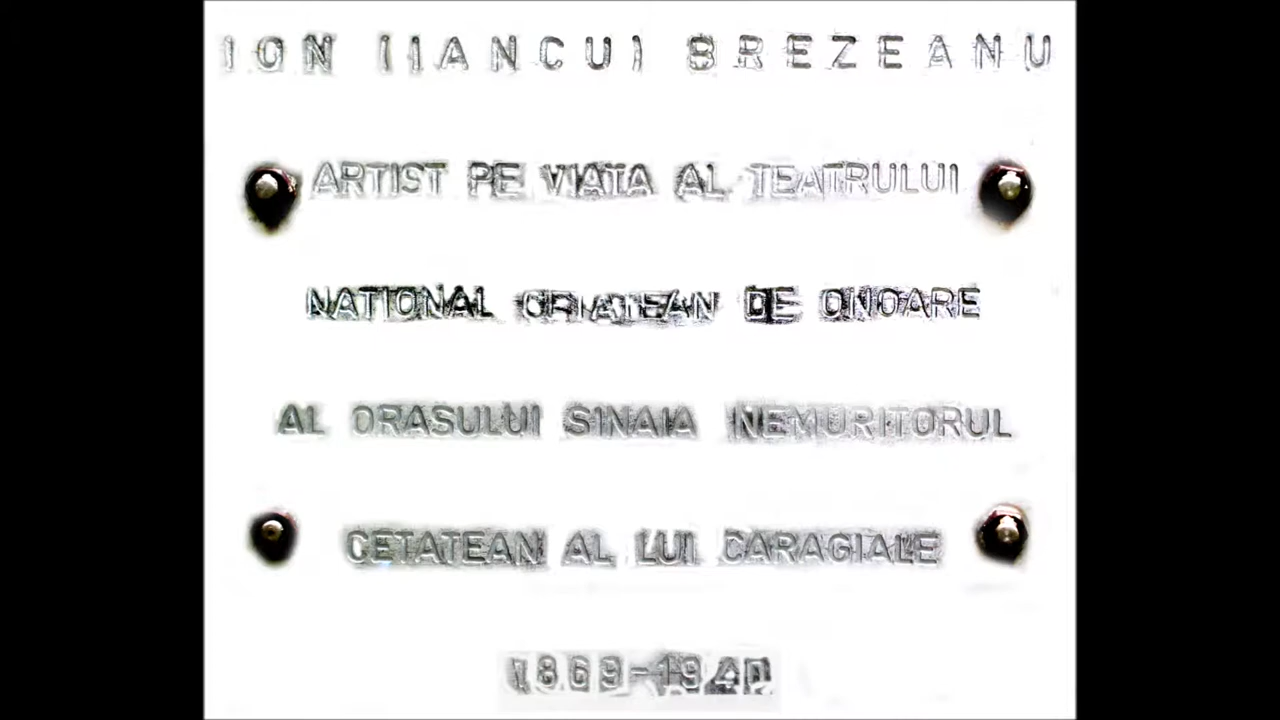 ION (IANCU) BREZEANU
ARTIST PE VIATA AL TEATRULUI
NATIONAL CETATEAN DE ONOARE
AL ORASULUI SINAIA NEMURITORUL
CETATEAN AL LUI CARAGIALE
1869-1940